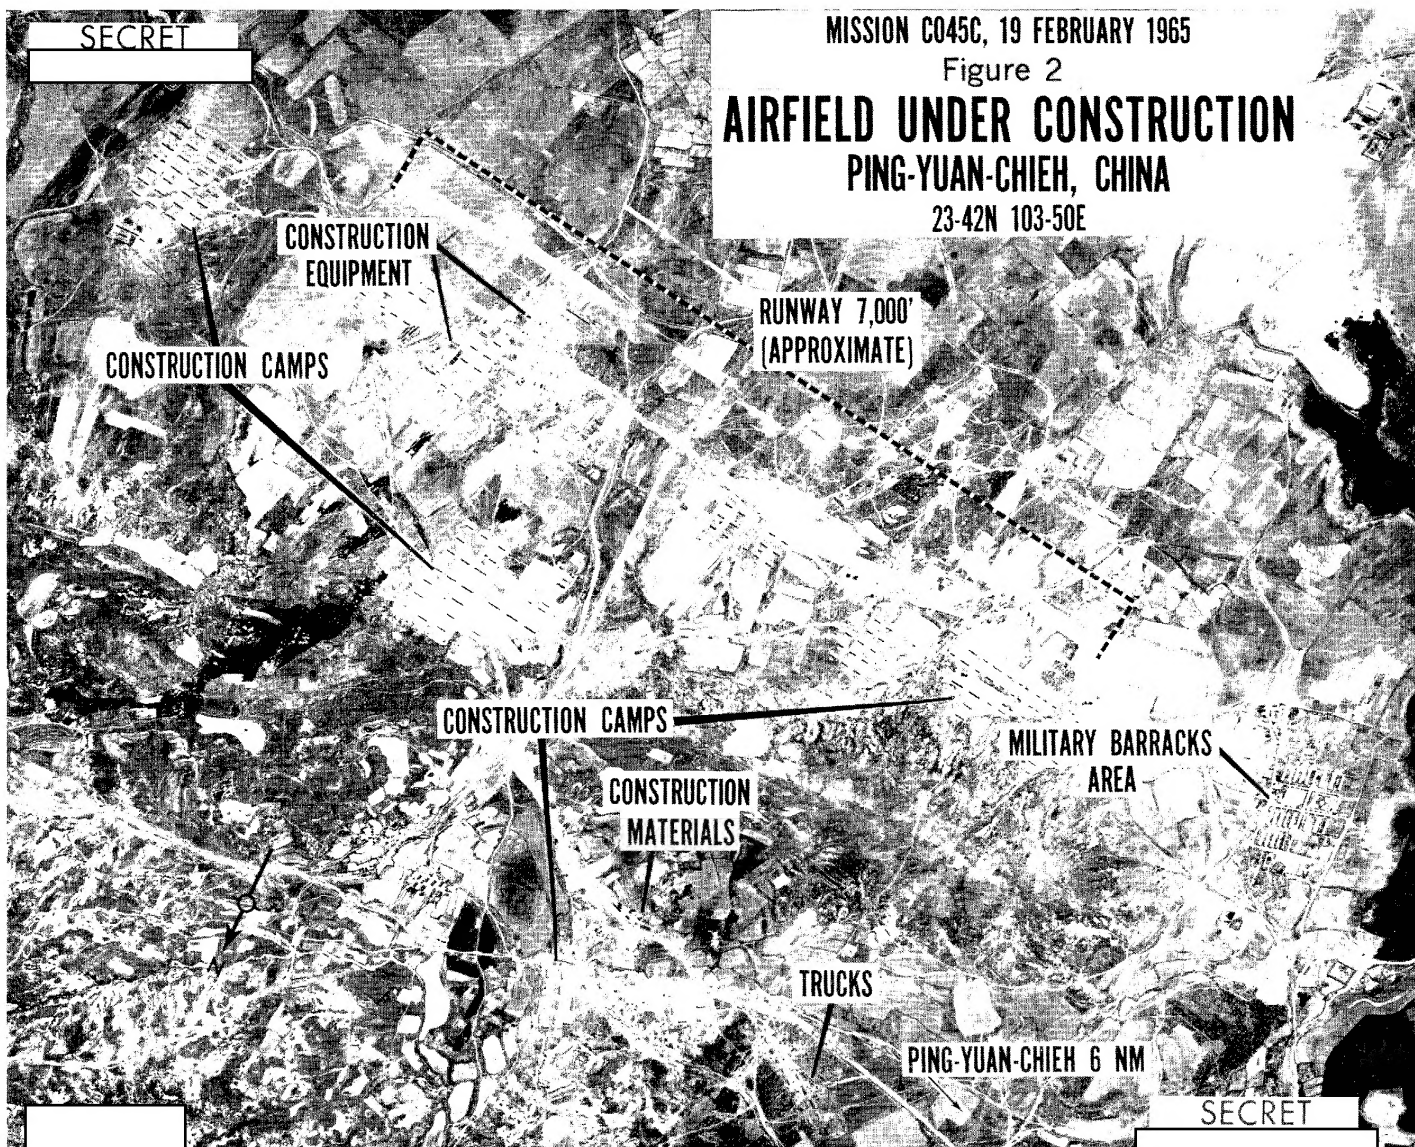 SECRET
MISSION C045C, 19 FEBRUARY 1965
Figure 2
AIRFIELD UNDER CONSTRUCTION
PING-YUAN-CHIEH, CHINA
23-42N 103-50E
CONSTRUCTION
EQUIPMENT
RUNWAY 7,000'
(APPROXIMATE)
CONSTRUCTION CAMPS
CONSTRUCTION CAMPS
MILITARY BARRACKS
AREA
CONSTRUCTION
MATERIALS
N
TRUCKS
PING-YUAN-CHIEH 6 NM
SECRET